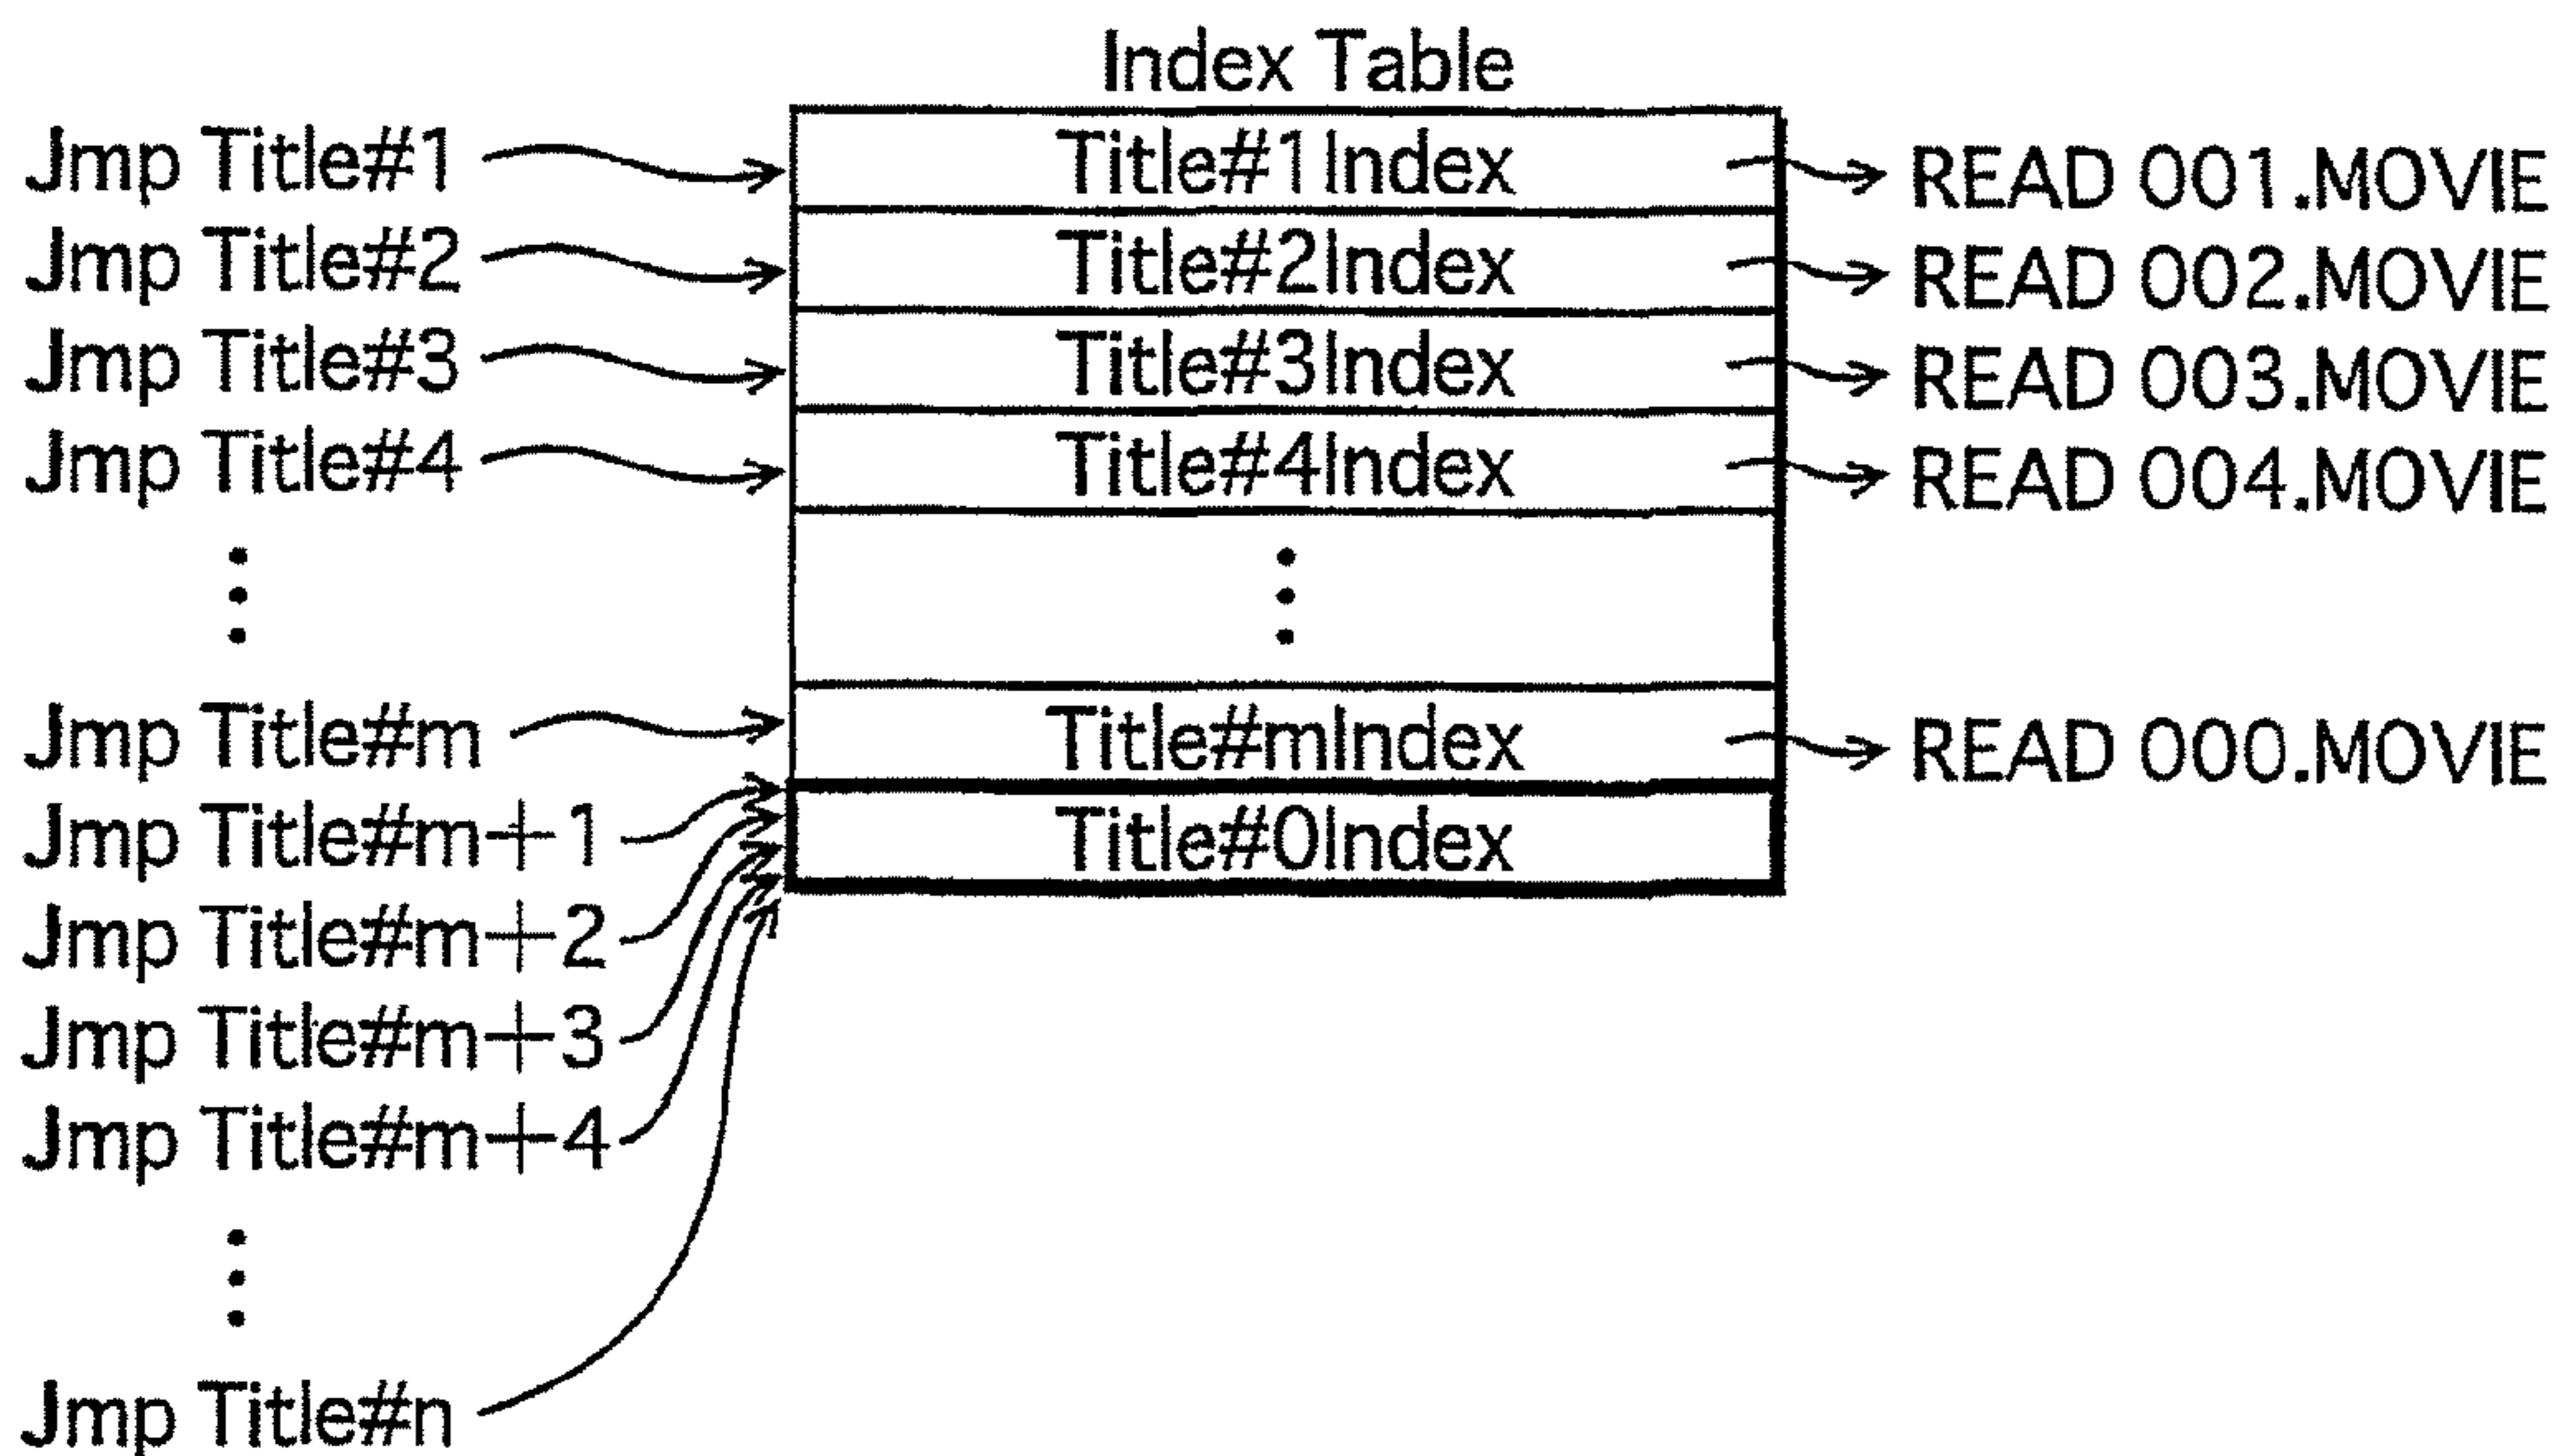 Index Table
Jmp Title#1 Title#1Index READ 001.MOVIE
Jmp Title#2 Title#2Index READ 002.MOVIE
Jmp Title#3 Title#3Index READ 003.MOVIE
Jmp Title#4 Title#4Index READ 004.MOVIE
Jmp Title#m Title#mIndex READ 000.MOVIE
Jmp Title#m+1 Title#0Index
Jmp Title#m+2
Jmp Title#m+3
Jmp Title#m+4
Jmp Title#n